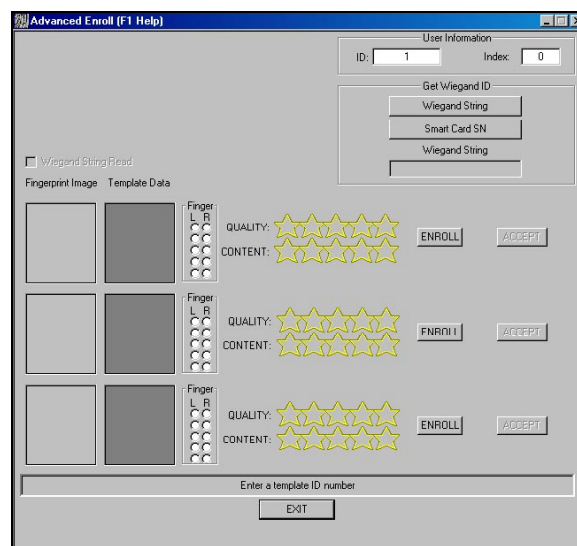 Advanced Enroll (F1 Help)
User Information
ID: 1 Index: 0
Get Wiegand ID
Wiegand String
Smart Card SN
Wiegand String
Wiegand String Read
Fingerprint Image Template Data
Finger
L R
QUALITY:
CONTENT:
ENROLL ACCEPT
Finger
L R
QUALITY:
CONTENT:
ENROLL ACCEPT
Finger
L R
QUALITY:
CONTENT:
ENROLL ACCEPT
Enter a template ID number
EXIT